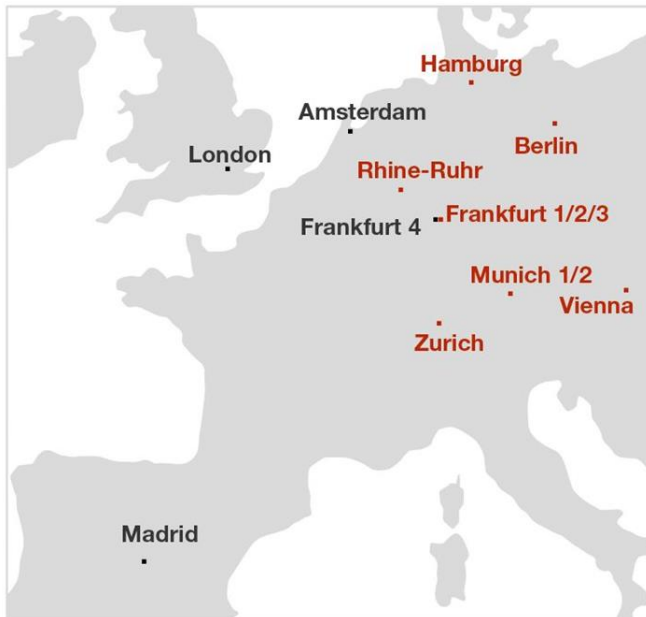 Hamburg
Amsterdam
Berlin
London
Rhine-Ruhr
Frankfurt 1/2/3
Frankfurt 4
Munich 1/2
Vienna
Zurich
Madrid